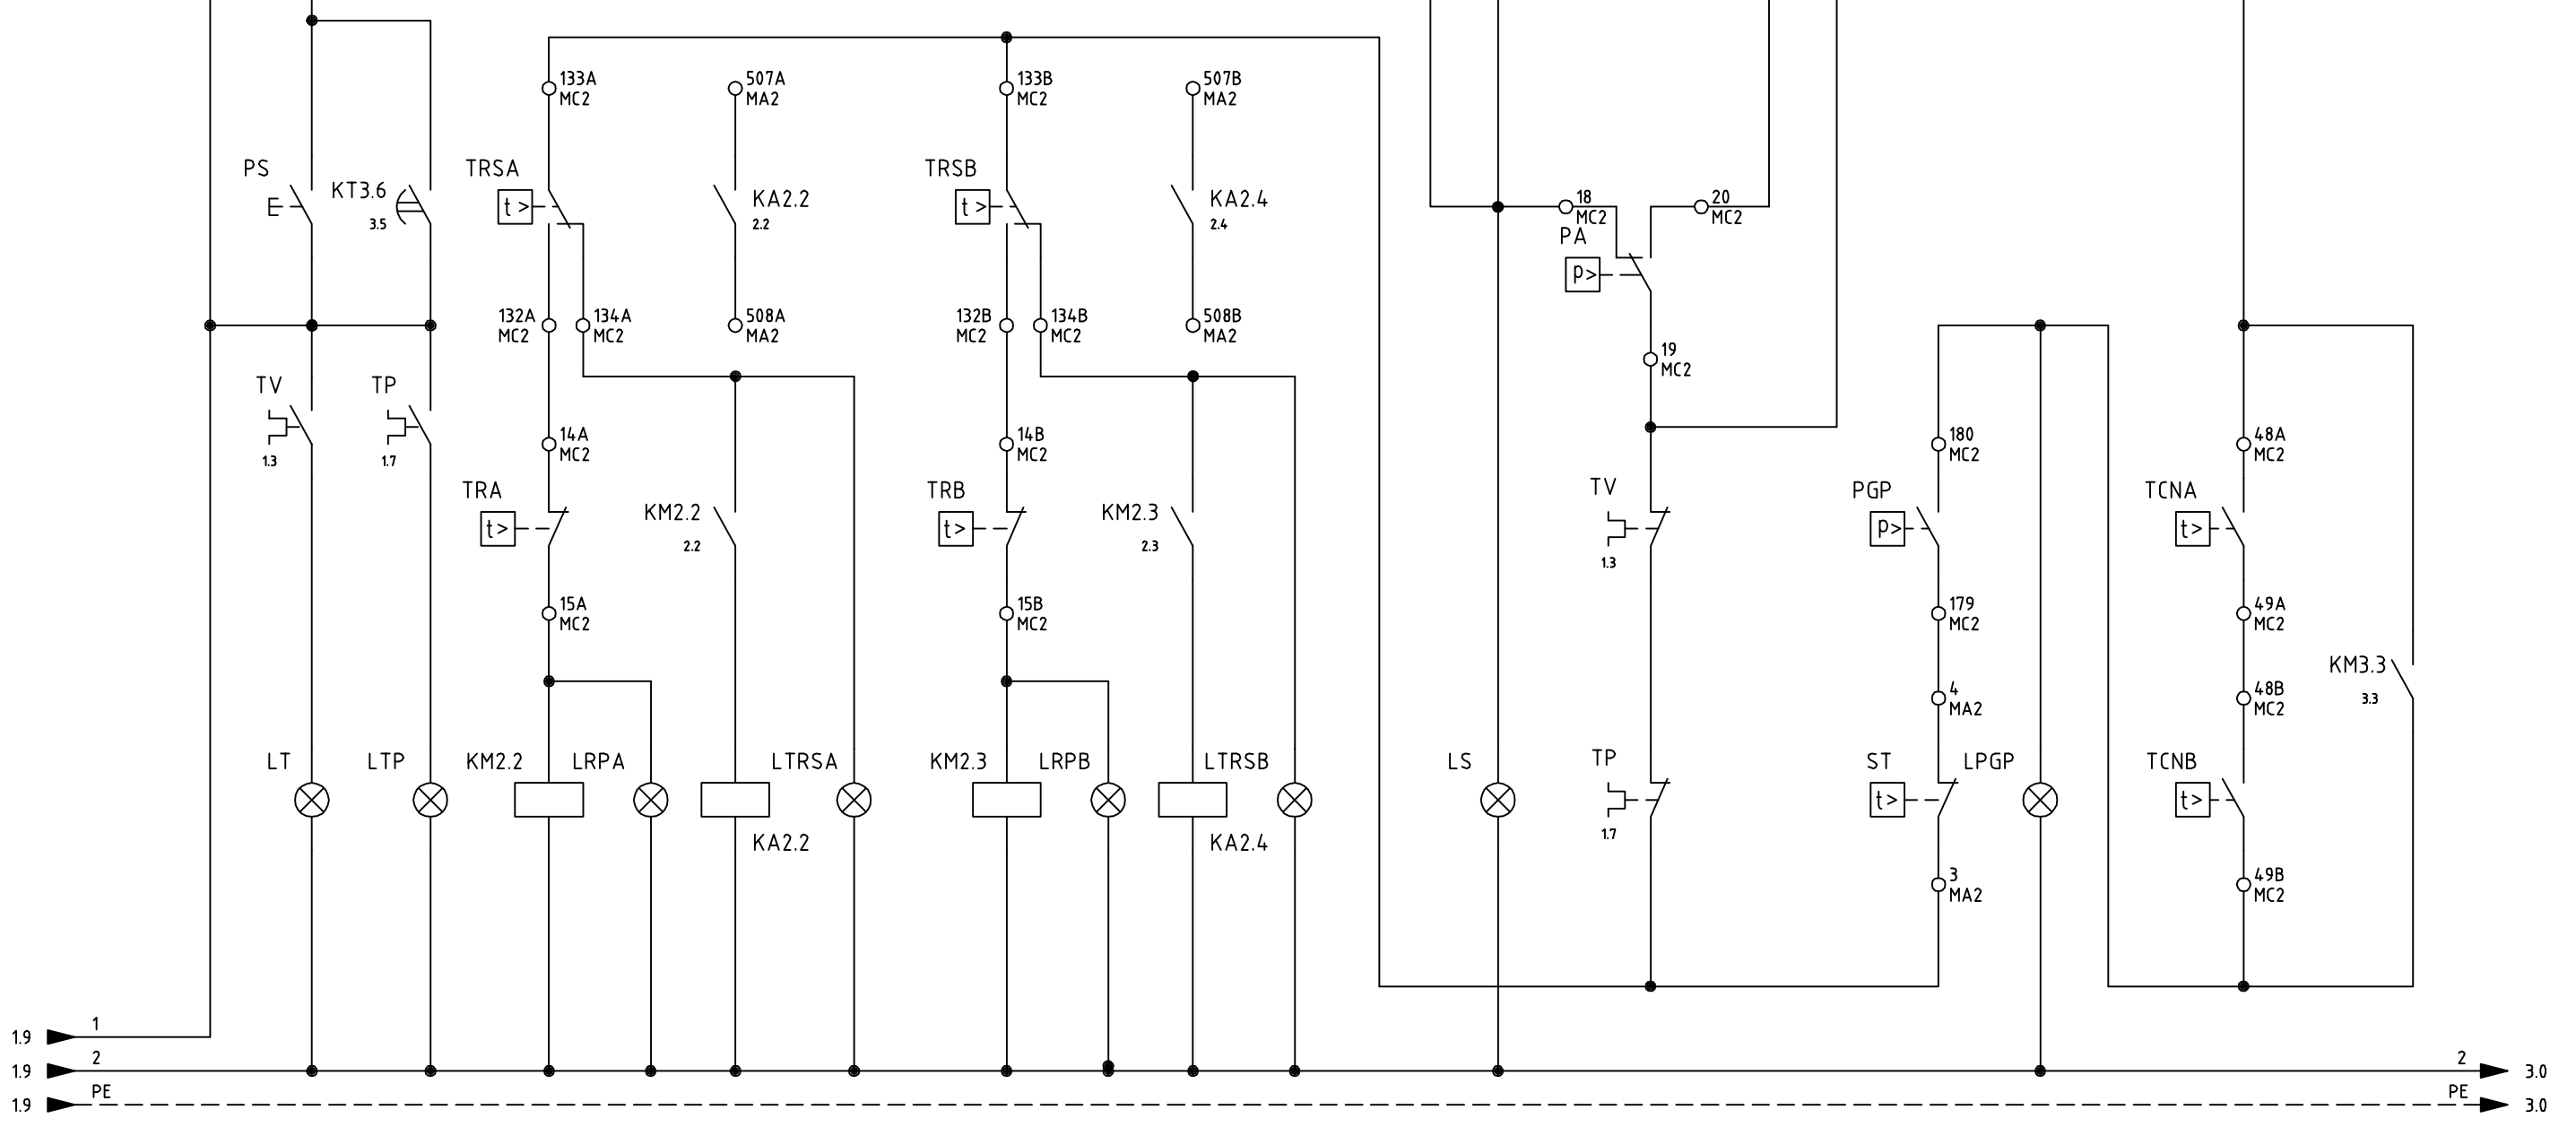 133A
MC2
507A
MA2
133B
MC2
507B
MA2
PS
KT3.6
3.5
TRSA
t >
KA2.2
2.2
TRSB
t >
KA2.4
2.4
18
MC2
20
MC2
PA
p>
132A
MC2
134A
MC2
508A
MA2
132B
MC2
134B
MC2
508B
MA2
19
MC2
TV
1.3
TP
1.7
14A
MC2
14B
MC2
180
MC2
48A
MC2
TRA
t>
KM2.2
2.2
TRB
t>
KM2.3
2.3
TV
1.3
PGP
p>
TCNA
t>
15A
MC2
15B
MC2
179
MC2
49A
MC2
4
MA2
48B
MC2
KM3.3
3.3
LT
LTP
KM2.2
LRPA
KA2.2
LTRSA
KM2.3
LRPB
KA2.4
LTRSB
LS
TP
1.7
ST
t>
LPGP
TCNB
t>
3
MA2
49B
MC2
1.9
1
1.9
2
2
3.0
1.9
PE
PE
3.0